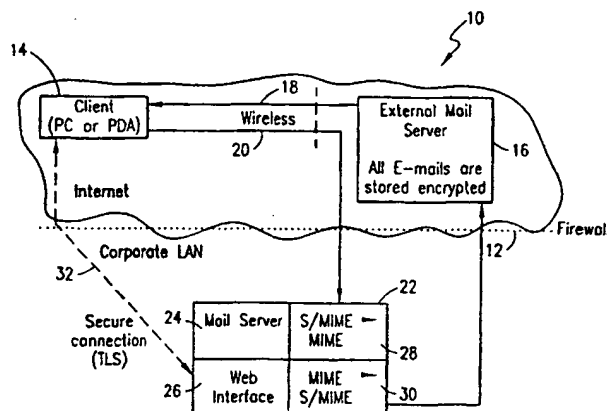 10
14
Client
(PC or PDA)
18
Wireless
20
External Mail
Server
All E-mails are
stored encrypted
16
Internet
Firewall
12
Corporate LAN
32
Secure
connection
(TLS)
22
24
Mail Server
S/MIME
MIME
28
26
Web
Interface
MIME
S/MIME
30